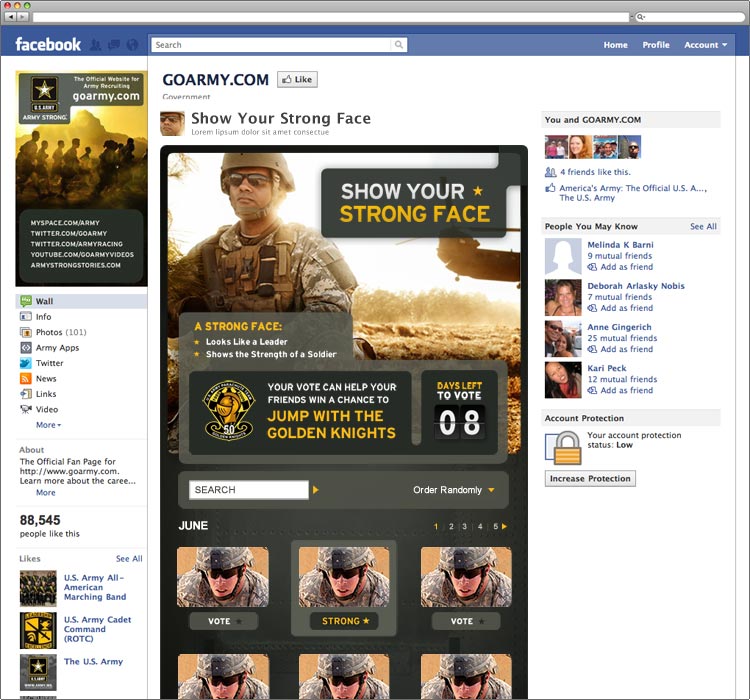 facebook
Search
Home Profile Account
U.S.ARMY
ARMY STRONG
The Official Website for
Army Recruiting
goarmy.com
MYSPACE.COM/ARMY
TWITTER.COM/GOARMY
TWITTER.COM/ARMYRACING
YOUTUBE.COM/GOARMYVIDEOS
ARMYSTRONGSTORIES.COM
Wall
Info
Photos (101)
Army Apps
Twitter
News
Links
Video
More
About
The Official Fan Page for
http://www.goarmy.com.
Learn more about the caree...
More
88,545
people like this
Likes See All
U.S. Army All-
American
Marching Band
U.S. Army Cadet
Command
(ROTC)
The U.S. Army
GOARMY.COM
Like
Government
Show Your Strong Face
Lorem lipsum dolor sit amet consectue
SHOW YOUR
STRONG FACE
A STRONG FACE:
Looks Like a Leader
Shows the Strength of a Soldier
50
YOUR VOTE CAN HELP YOUR
FRIENDS WIN A CHANCE TO
JUMP WITH THE
GOLDEN KNIGHTS
DAYS LEFT
TO VOTE
08
SEARCH
Order Randomly
JUNE
1 2 3 4 5
VOTE
STRONG
VOTE
You and GOARMY.COM
4 friends like this.
America's Army: The Official U.S. A...,
The U.S. Army
People You May Know See All
Melinda K Barni
9 mutual friends
Add as friend
Deborah Arlasky Nobis
7 mutual friends
Add as friend
Anne Gingerich
25 mutual friends
Add as friend
Kari Peck
12 mutual friends
Add as friend
Account Protection
Your account protection
status: Low
Increase Protection